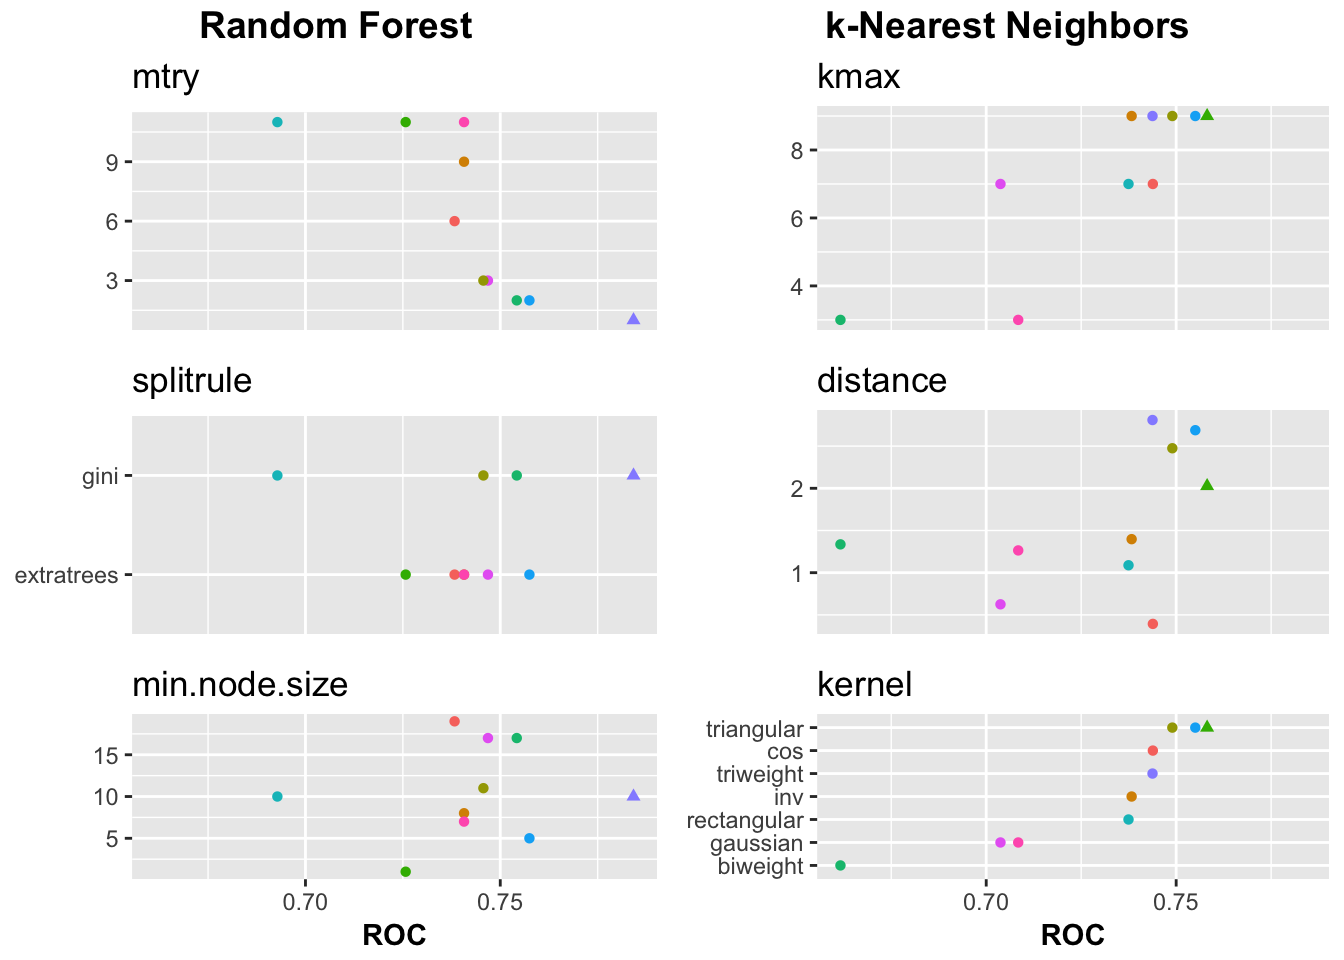 Random Forest
mtry
9
6
3
splitrule
gini
extratrees
min.node.size
15
10
5
0.70 0.75
ROC
k-Nearest Neighbors
kmax
8
6
4
distance
2
1
kernel
triangular
cos
triweight
inv
rectangular
gaussian
biweight
0.70 0.75
ROC